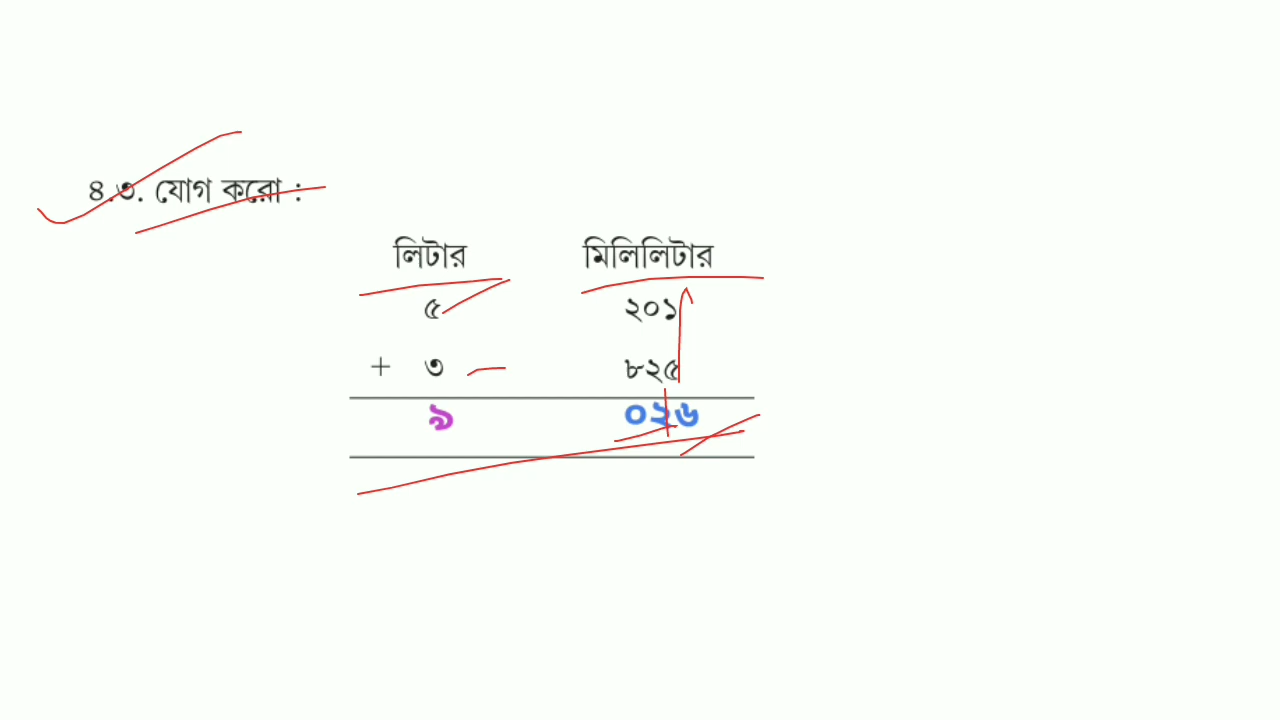 ৪.৩. যোগ করো :
লিটার মিলিলিটার
৫ ২০১
+ ৩ ৮২৫
৯ ০২৬